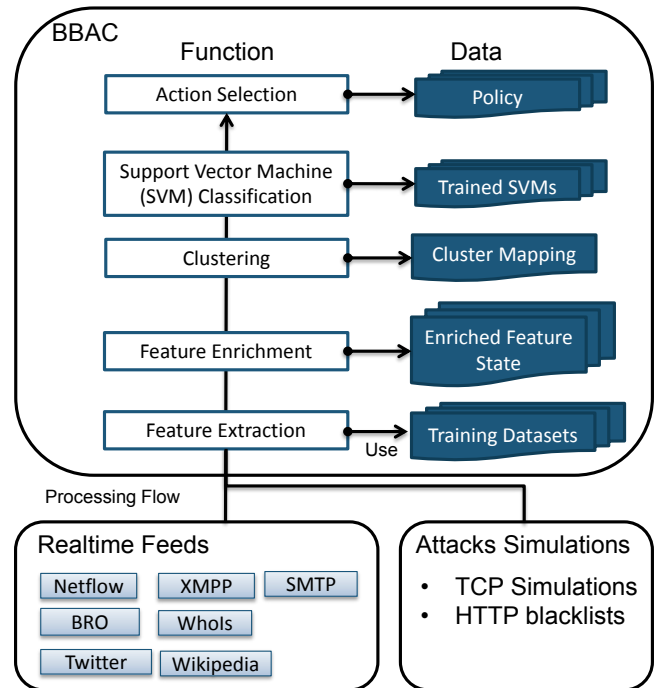 BBAC
Function
Data
Action Selection
Policy
Support Vector Machine
(SVM) Classification
Trained SVMs
Clustering
Cluster Mapping
Feature Enrichment
Enriched Feature
State
Feature Extraction
Use
Training Datasets
Processing Flow
Realtime Feeds
Netflow
XMPP
SMTP
BRO
WhoIs
Twitter
Wikipedia
Attacks Simulations
• TCP Simulations
• HTTP blacklists